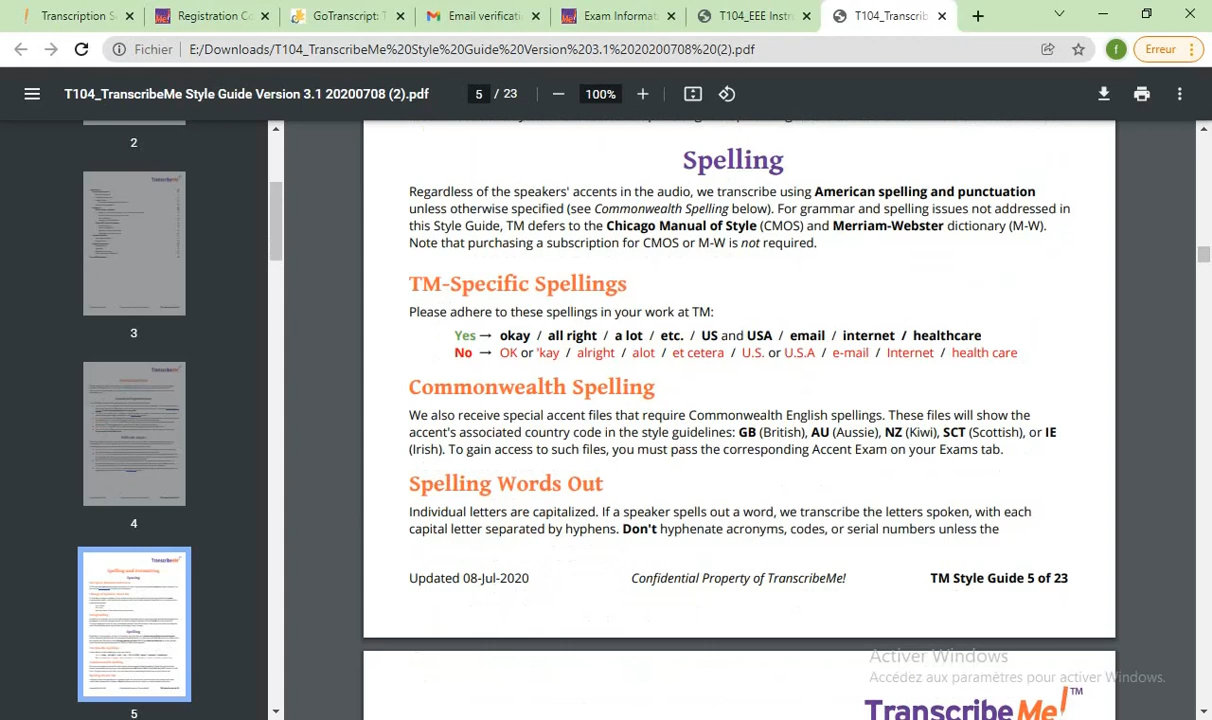 Transcription S
Registration Co
GoTranscript: T
Email verificati
Exam Informat
T104_EEE Instr
T104_Transcrib
Fichier
E:/Downloads/T104_TranscribeMe%20Style%20Guide%20Version%203.1%2020200708%20(2).pdf
f
Erreur
T104_TranscribeMe Style Guide Version 3.1 20200708 (2).pdf
5 / 23
100%
2
3
4
5
Spelling
Regardless of the speakers' accents in the audio, we transcribe using American spelling and punctuation
unless otherwise specified (see Commonwealth Spelling below). For grammar and spelling issues not addressed in
this Style Guide, TM defers to the Chicago Manual of Style (CMOS) and Merriam-Webster dictionary (M-W).
Note that purchasing a subscription for CMOS or M-W is not required.
TM-Specific Spellings
Please adhere to these spellings in your work at TM:
Yes → okay / all right / a lot / etc. / US and USA / email / internet / healthcare
No → OK or 'kay / alright / alot / et cetera / U.S. or U.S.A / e-mail / Internet / health care
Commonwealth Spelling
We also receive special accent files that require Commonwealth English spellings. These files will show the
accent's associated country code in the style guidelines: GB (British), AU (Aussie), NZ (Kiwi), SCT (Scottish), or IE
(Irish). To gain access to such files, you must pass the corresponding Accent Exam on your Exams tab.
Spelling Words Out
Individual letters are capitalized. If a speaker spells out a word, we transcribe the letters spoken, with each
capital letter separated by hyphens. Don't hyphenate acronyms, codes, or serial numbers unless the
Updated 08-Jul-2020
Confidential Property of TranscribeMe!
TM Style Guide 5 of 23
Activer Windows
Accédez aux paramètres pour activer Windows.
TranscribeMe!™